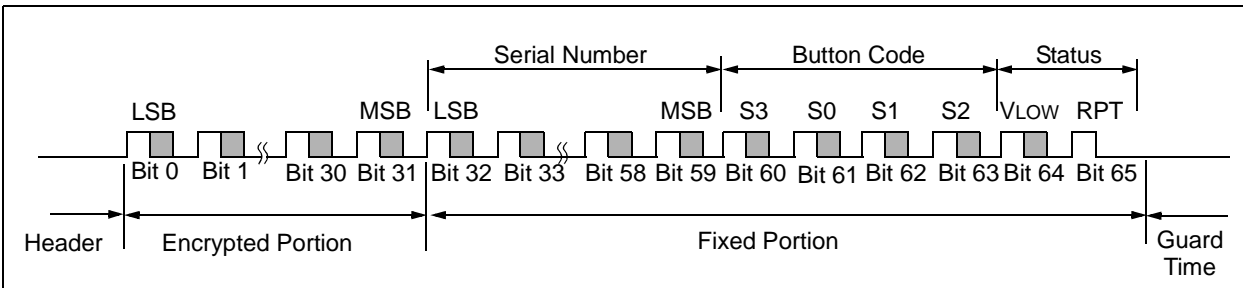 Serial Number Button Code Status
LSB MSB LSB MSB S3 S0 S1 S2 VLOW RPT
Bit 0 Bit 1 Bit 30 Bit 31 Bit 32 Bit 33 Bit 58 Bit 59 Bit 60 Bit 61 Bit 62 Bit 63 Bit 64 Bit 65
Header Encrypted Portion Fixed Portion Guard
Time